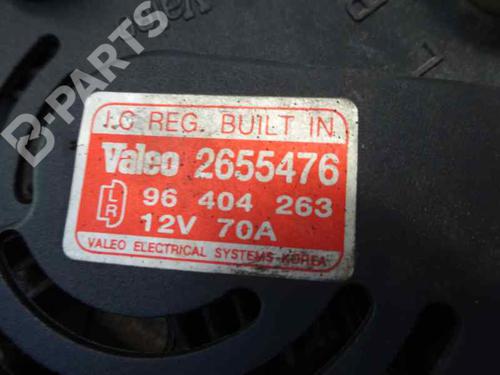 B-PARTS
I.C REG. BUILT IN
Valeo 2655476
L
R
96 404 263
12V 70A
VALEO ELECTRICAL SYSTEMS KOREA